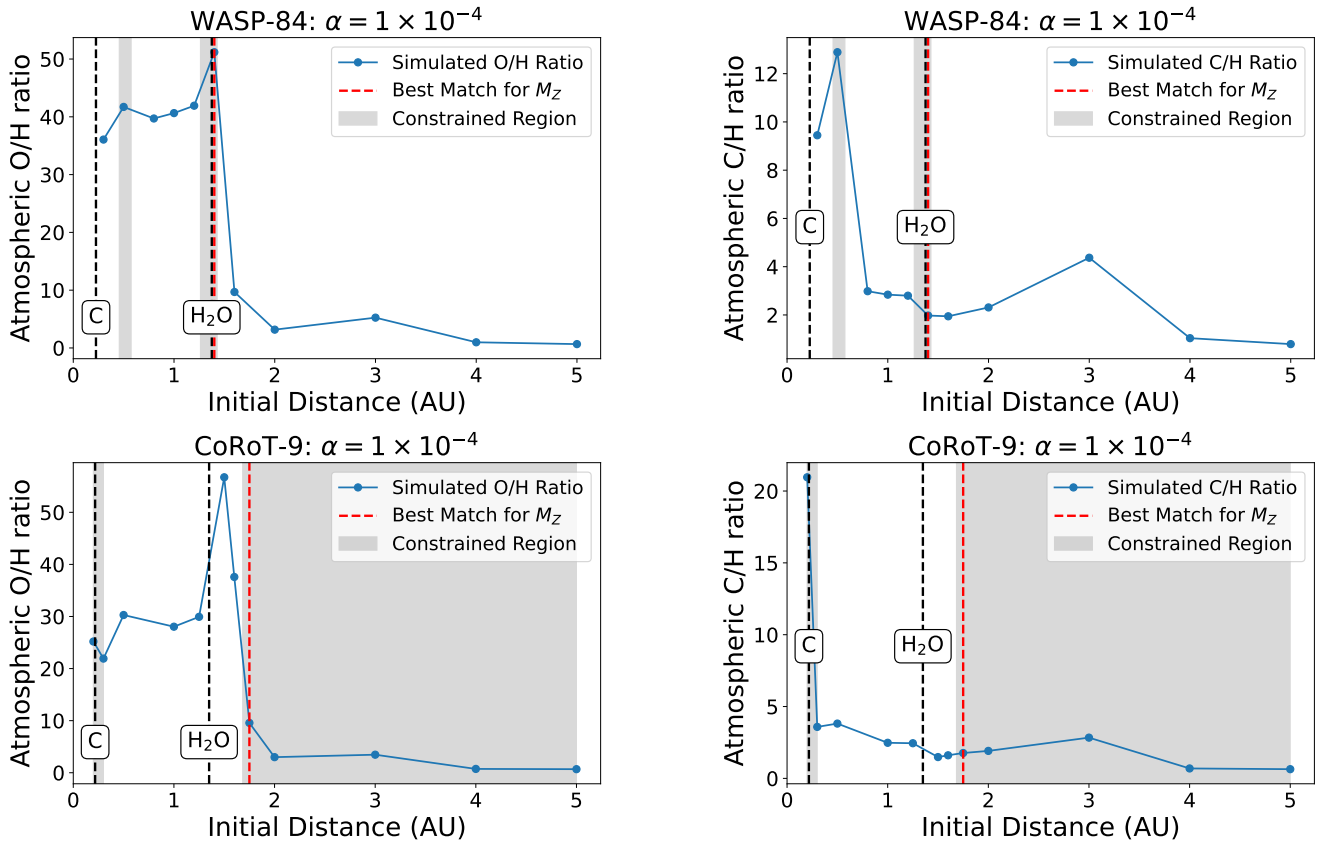 WASP-84: α = 1 × 10⁻⁴
Atmospheric O/H ratio
50
40
30
20
10
0
Simulated O/H Ratio
Best Match for M_Z
Constrained Region
C
H₂O
0 1 2 3 4 5
Initial Distance (AU)
WASP-84: α = 1 × 10⁻⁴
Atmospheric C/H ratio
12
10
8
6
4
2
Simulated C/H Ratio
Best Match for M_Z
Constrained Region
C
H₂O
0 1 2 3 4 5
Initial Distance (AU)
CoRoT-9: α = 1 × 10⁻⁴
Atmospheric O/H ratio
50
40
30
20
10
0
Simulated O/H Ratio
Best Match for M_Z
Constrained Region
C
H₂O
0 1 2 3 4 5
Initial Distance (AU)
CoRoT-9: α = 1 × 10⁻⁴
Atmospheric C/H ratio
20
15
10
5
0
Simulated C/H Ratio
Best Match for M_Z
Constrained Region
C
H₂O
0 1 2 3 4 5
Initial Distance (AU)